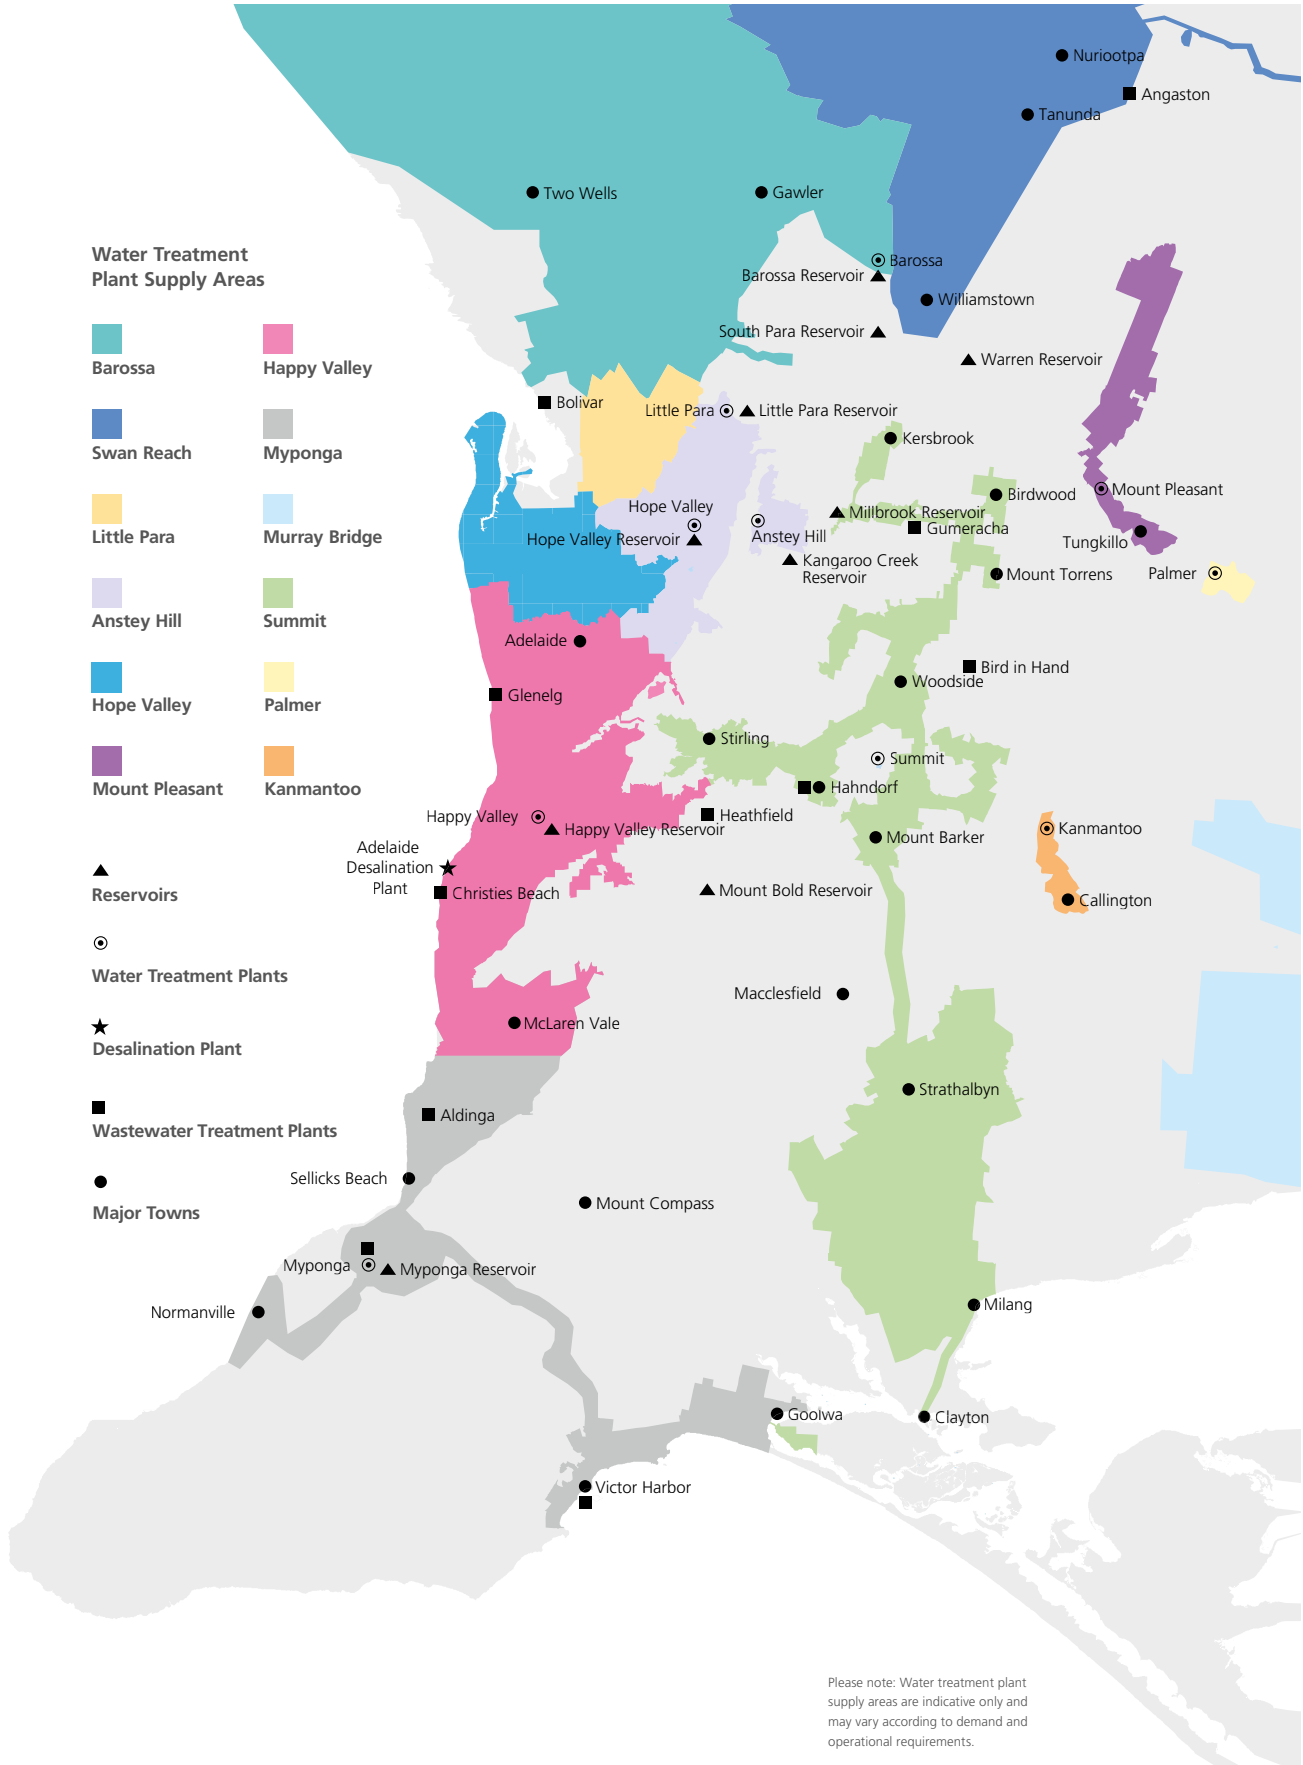 Nuriootpa
Angaston
Tanunda
Two Wells
Gawler
Water Treatment
Plant Supply Areas
Barossa
Happy Valley
Swan Reach
Myponga
Little Para
Murray Bridge
Anstey Hill
Summit
Hope Valley
Palmer
Mount Pleasant
Kanmantoo
Reservoirs
Water Treatment Plants
Desalination Plant
Wastewater Treatment Plants
Major Towns
Barossa
Barossa Reservoir
Williamstown
South Para Reservoir
Warren Reservoir
Bolivar
Little Para
Little Para Reservoir
Kersbrook
Birdwood
Mount Pleasant
Hope Valley
Millbrook Reservoir
Gumeracha
Hope Valley Reservoir
Anstey Hill
Tungkillo
Kangaroo Creek
Reservoir
Mount Torrens
Palmer
Adelaide
Bird in Hand
Woodside
Glenelg
Stirling
Summit
Hahndorf
Happy Valley
Heathfield
Happy Valley Reservoir
Mount Barker
Kanmantoo
Adelaide
Desalination
Plant
Christies Beach
Mount Bold Reservoir
Callington
Macclesfield
McLaren Vale
Strathalbyn
Aldinga
Sellicks Beach
Mount Compass
Myponga
Myponga Reservoir
Normanville
Milang
Goolwa
Clayton
Victor Harbor
Please note: Water treatment plant
supply areas are indicative only and
may vary according to demand and
operational requirements.